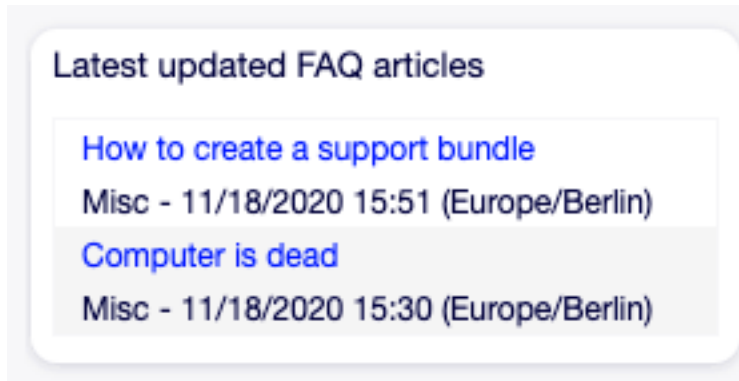 Latest updated FAQ articles
How to create a support bundle
Misc - 11/18/2020 15:51 (Europe/Berlin)
Computer is dead
Misc - 11/18/2020 15:30 (Europe/Berlin)